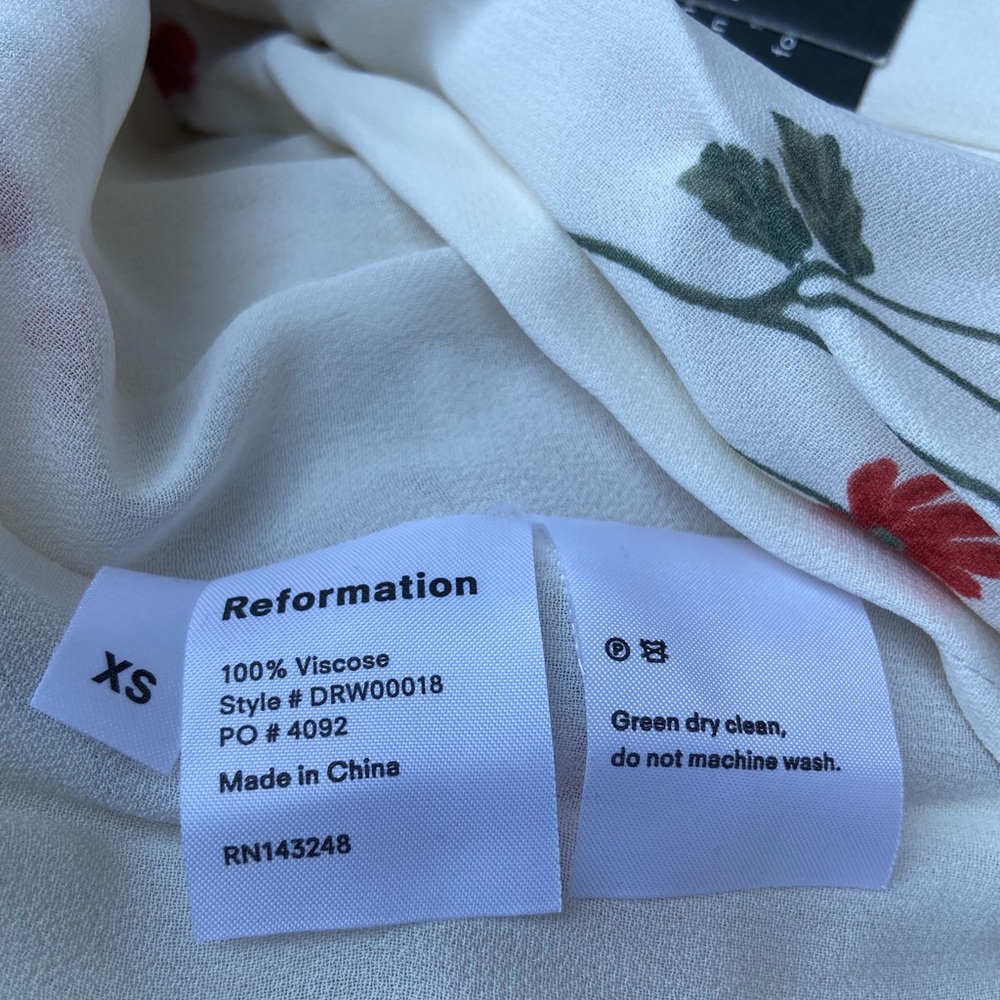 XS
Reformation
100% Viscose
Style # DRW00018
PO # 4092
Made in China
RN143248
P
Green dry clean,
do not machine wash.